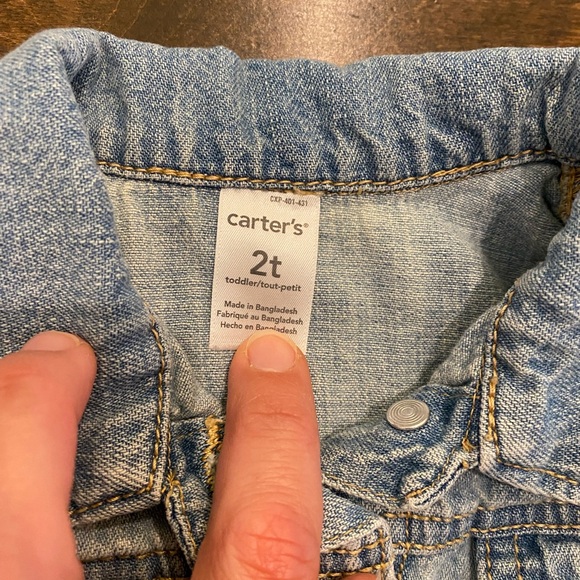 CXP-401-431
carter's®
2t
toddler/tout-petit
Made in Bangladesh
Fabriqué au Bangladesh
Hecho en Bangladesh